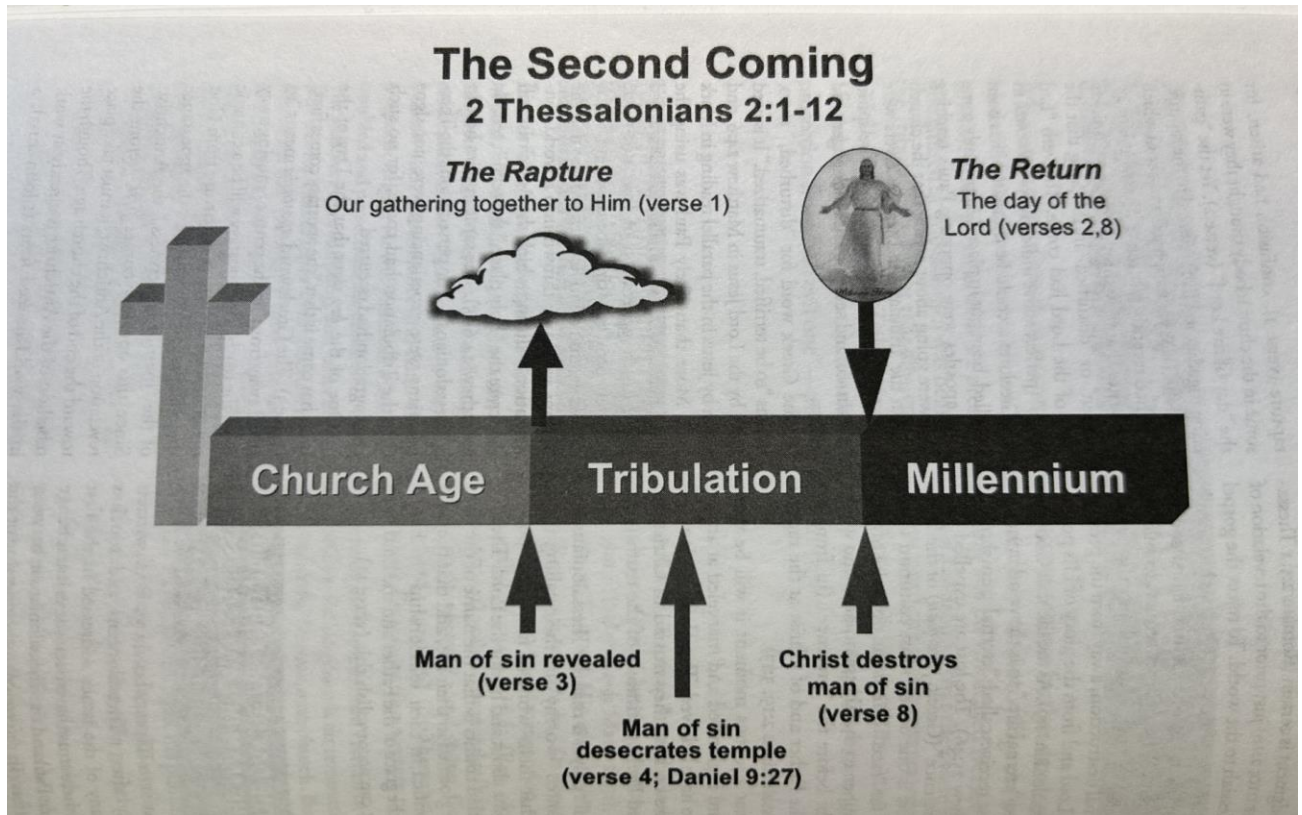 The Second Coming
2 Thessalonians 2:1-12
The Rapture
Our gathering together to Him (verse 1)
The Return
The day of the
Lord (verses 2,8)
Church Age
Tribulation
Millennium
Man of sin revealed
(verse 3)
Man of sin
desecrates temple
(verse 4; Daniel 9:27)
Christ destroys
man of sin
(verse 8)